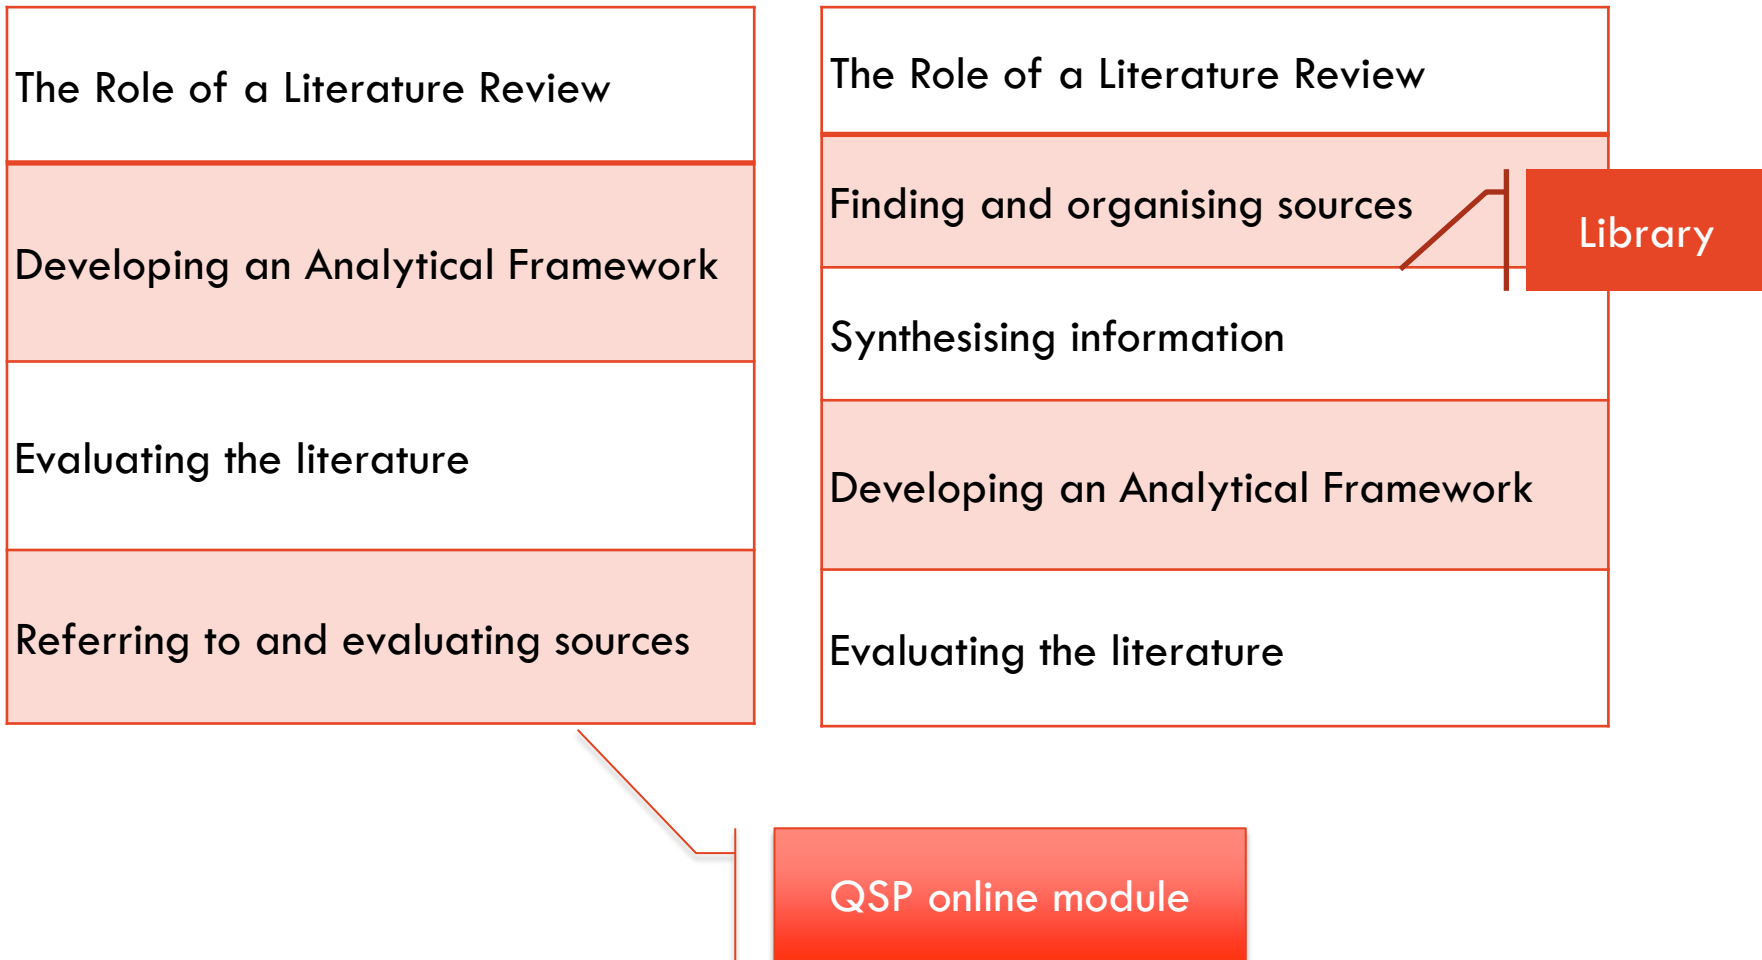 The Role of a Literature Review
Developing an Analytical Framework
Evaluating the literature
Referring to and evaluating sources
The Role of a Literature Review
Finding and organising sources
Synthesising information
Developing an Analytical Framework
Evaluating the literature
Library
QSP online module